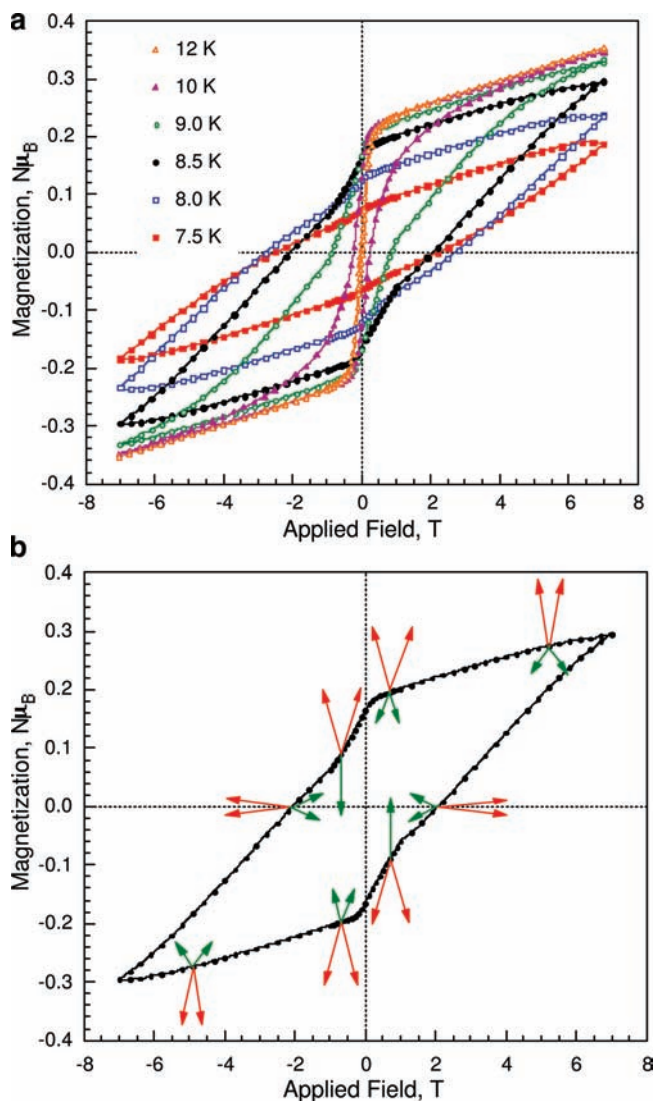 a
12 K
10 K
9.0 K
8.5 K
8.0 K
7.5 K
Magnetization, Nμ_B
0.4
0.3
0.2
0.1
0.0
-0.1
-0.2
-0.3
-0.4
-8 -6 -4 -2 0 2 4 6 8
Applied Field, T
b
Magnetization, Nμ_B
0.4
0.3
0.2
0.1
0.0
-0.1
-0.2
-0.3
-0.4
-8 -6 -4 -2 0 2 4 6 8
Applied Field, T